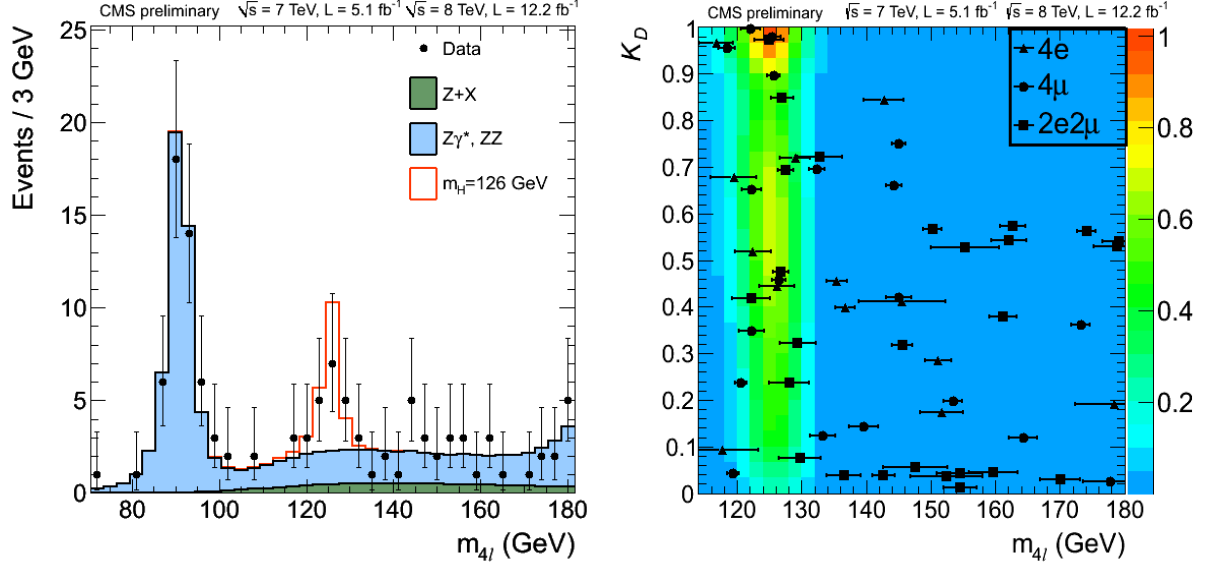 CMS preliminary √s = 7 TeV, L = 5.1 fb⁻¹ √s = 8 TeV, L = 12.2 fb⁻¹
Events / 3 GeV
25
20
15
10
5
0
Data
Z+X
Zγ*, ZZ
m_H=126 GeV
80 100 120 140 160 180
m_4l (GeV)
CMS preliminary √s = 7 TeV, L = 5.1 fb⁻¹ √s = 8 TeV, L = 12.2 fb⁻¹
K_D
1
0.9
0.8
0.7
0.6
0.5
0.4
0.3
0.2
0.1
0
4e
4μ
2e2μ
120 130 140 150 160 170 180
m_4l (GeV)
1
0.8
0.6
0.4
0.2